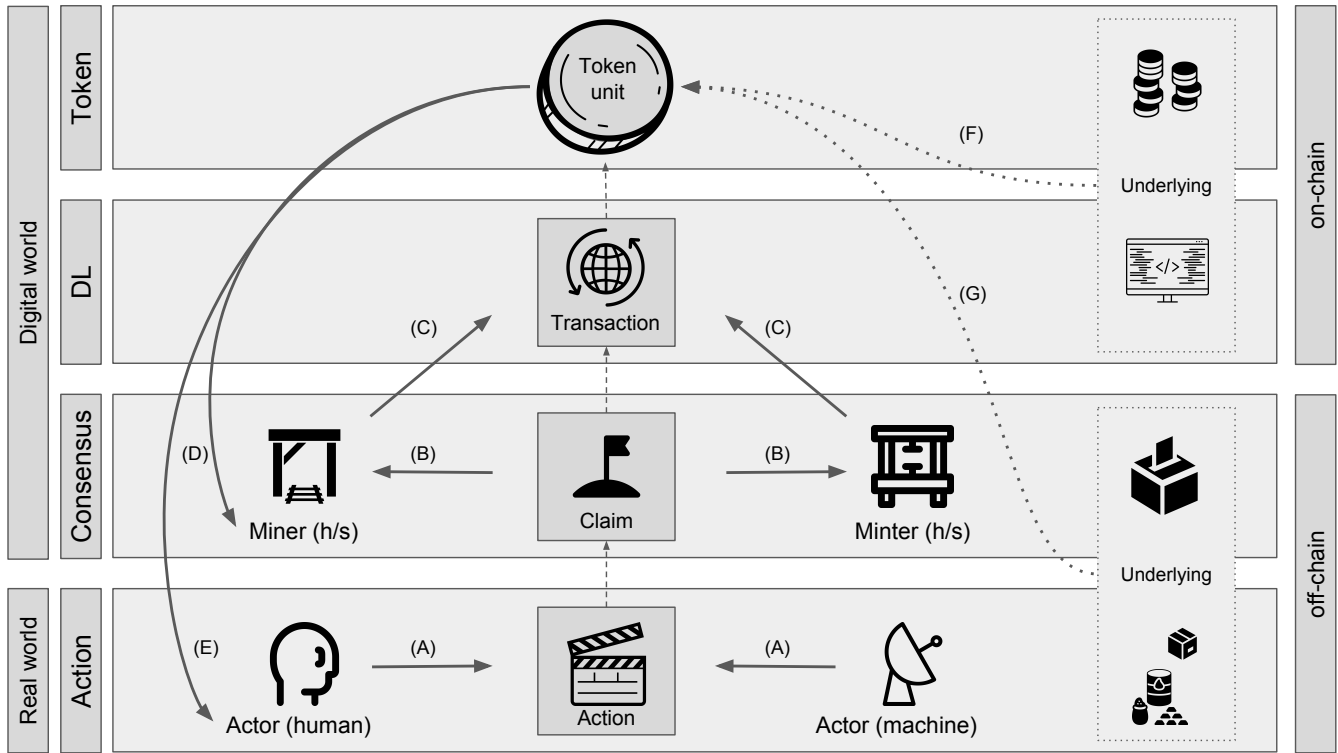 Digital world
Real world
Token
DL
Consensus
Action
Token
unit
(F)
Underlying
on-chain
Transaction
(C)
(C)
(G)
</>
(D)
(B)
(B)
Miner (h/s)
Claim
Minter (h/s)
Underlying
off-chain
(E)
(A)
(A)
Actor (human)
Action
Actor (machine)